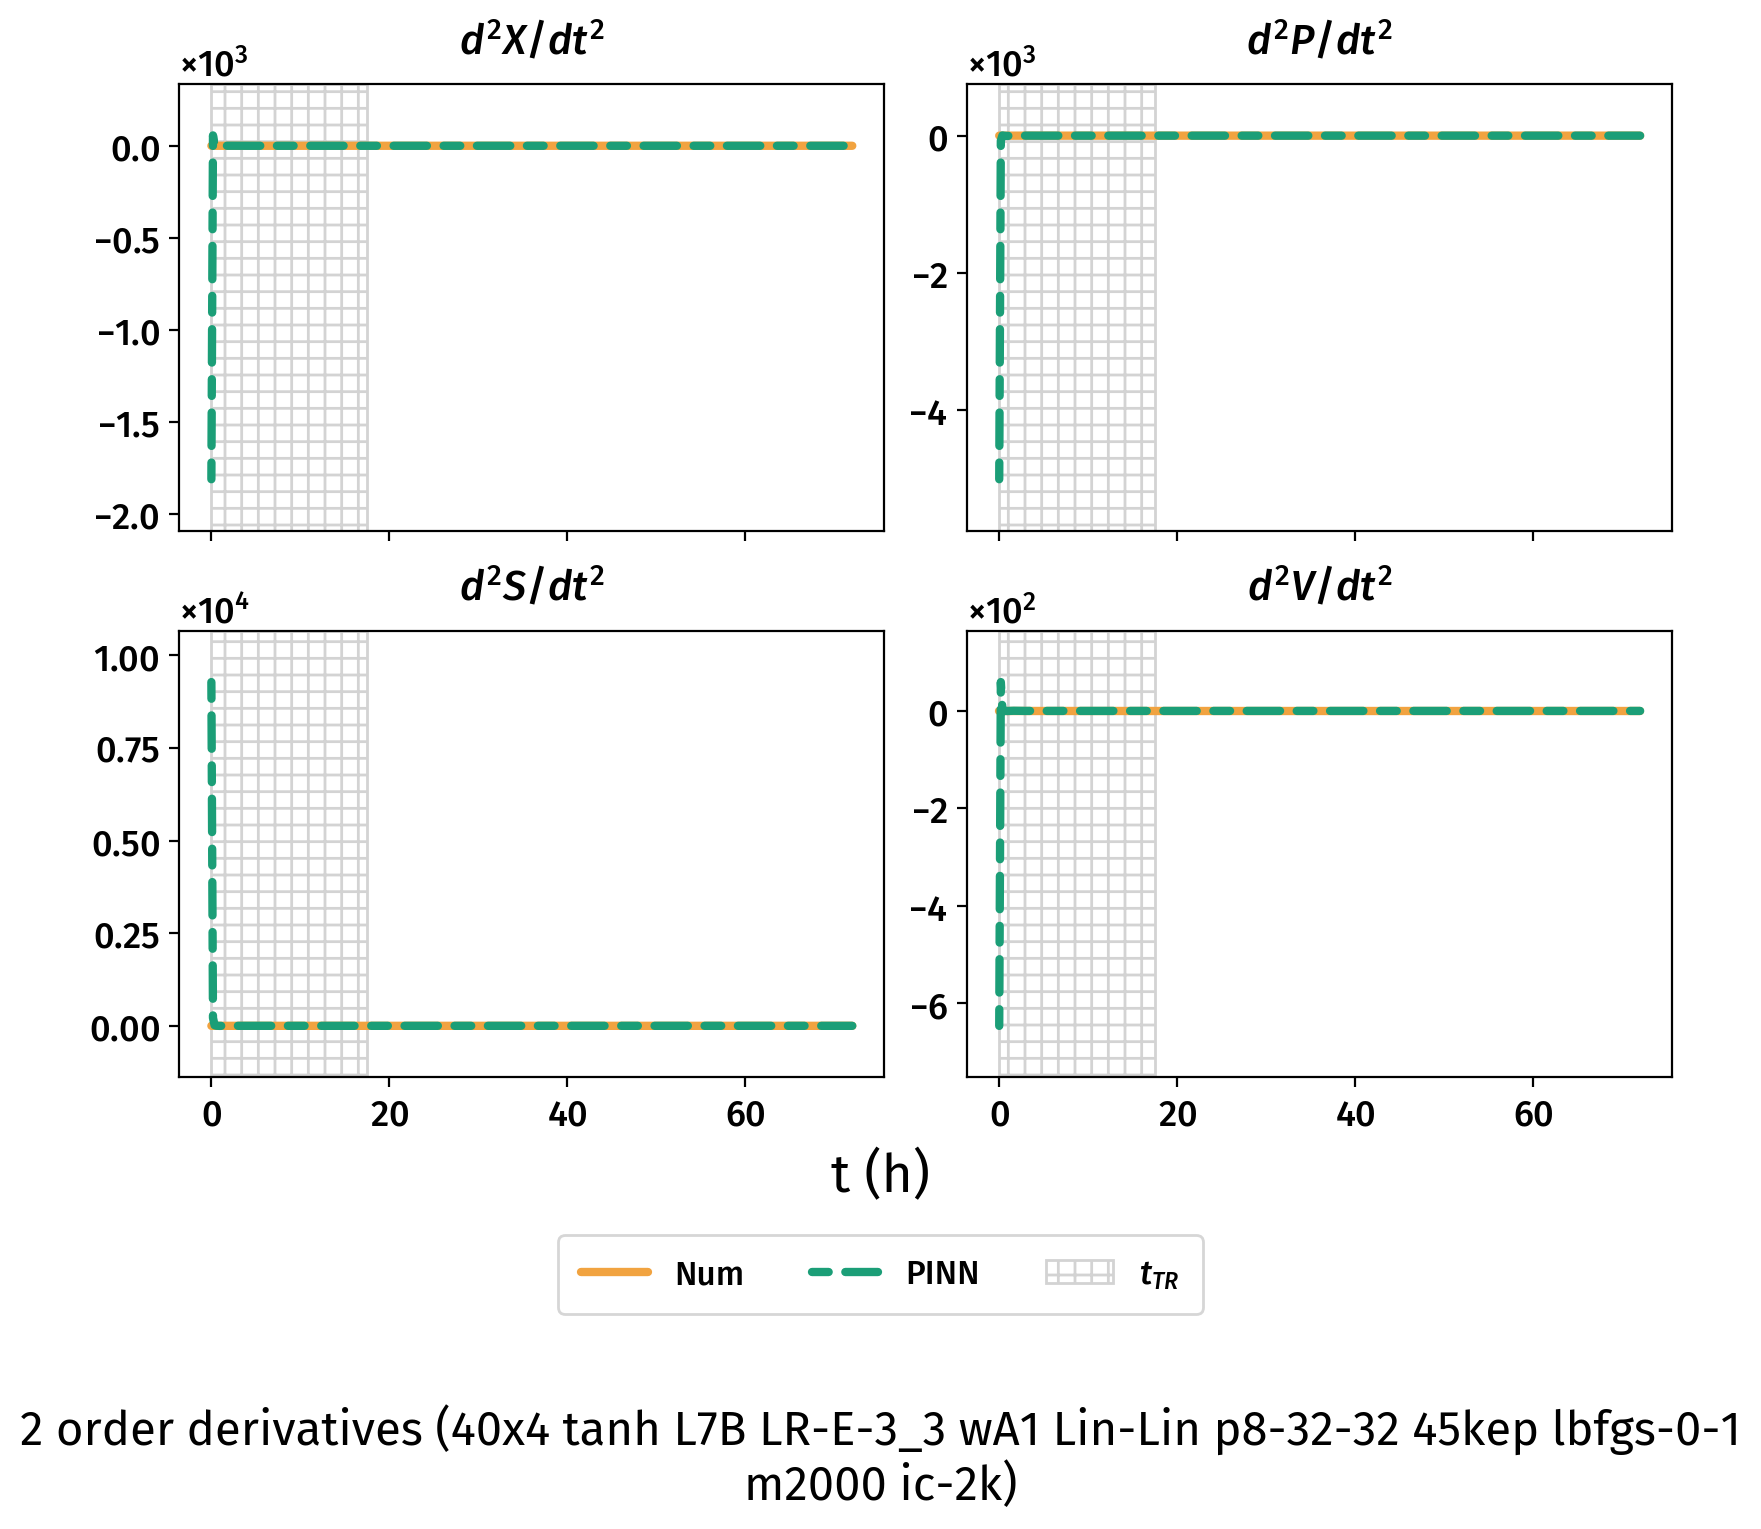 d²X/dt²
×10³
0.0
−0.5
−1.0
−1.5
−2.0
d²P/dt²
×10³
0
−2
−4
d²S/dt²
×10⁴
1.00
0.75
0.50
0.25
0.00
0 20 40 60
d²V/dt²
×10²
0
−2
−4
−6
0 20 40 60
t (h)
Num PINN t_TR
2 order derivatives (40x4 tanh L7B LR-E-3_3 wA1 Lin-Lin p8-32-32 45kep lbfgs-0-1
m2000 ic-2k)